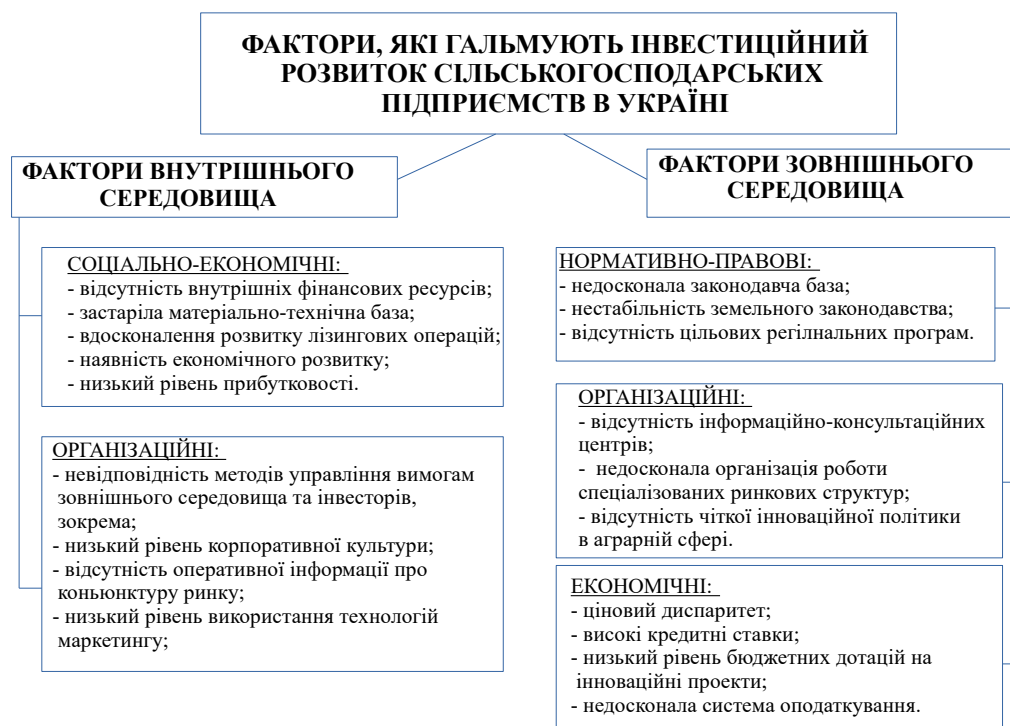 ФАКТОРИ, ЯКІ ГАЛЬМУЮТЬ ІНВЕСТИЦІЙНИЙ
РОЗВИТОК СІЛЬСЬКОГОСПОДАРСЬКИХ
ПІДПРИЄМСТВ В УКРАЇНІ
ФАКТОРИ ВНУТРІШНЬОГО
СЕРЕДОВИЩА
СОЦІАЛЬНО-ЕКОНОМІЧНІ:
- відсутність внутрішніх фінансових ресурсів;
- застаріла матеріально-технічна база;
- вдосконалення розвитку лізингових операцій;
- наявність економічного розвитку;
- низький рівень прибутковості.
ОРГАНІЗАЦІЙНІ:
- невідповідність методів управління вимогам
зовнішнього середовища та інвесторів,
зокрема;
- низький рівень корпоративної культури;
- відсутність оперативної інформації про
коньюнктуру ринку;
- низький рівень використання технологій
маркетингу;
ФАКТОРИ ЗОВНІШНЬОГО
СЕРЕДОВИЩА
НОРМАТИВНО-ПРАВОВІ:
- недосконала законодавча база;
- нестабільність земельного законодавства;
- відсутність цільових регілнальних програм.
ОРГАНІЗАЦІЙНІ:
- відсутність інформаційно-консультаційних
центрів;
- недосконала організація роботи
спеціалізованих ринкових структур;
- відсутність чіткої інноваційної політики
в аграрній сфері.
ЕКОНОМІЧНІ:
- ціновий диспаритет;
- високі кредитні ставки;
- низький рівень бюджетних дотацій на
інноваційні проекти;
- недосконала система оподаткування.